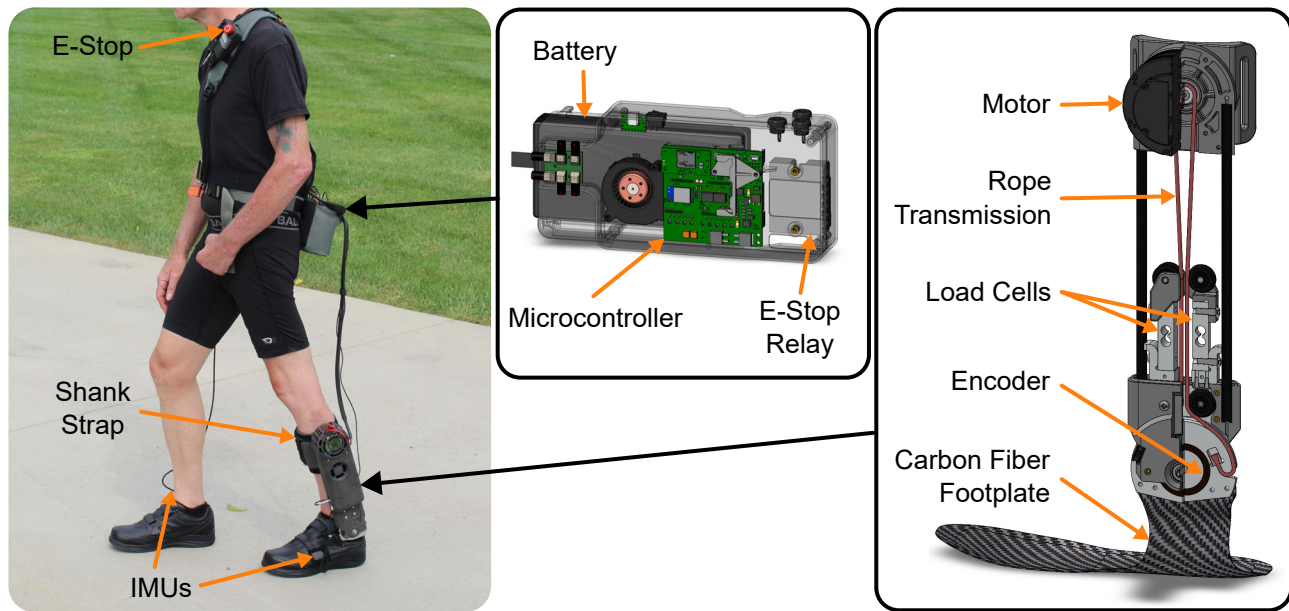 E-Stop
Shank
Strap
IMUs
Battery
Microcontroller
E-Stop
Relay
Motor
Rope
Transmission
Load Cells
Encoder
Carbon Fiber
Footplate